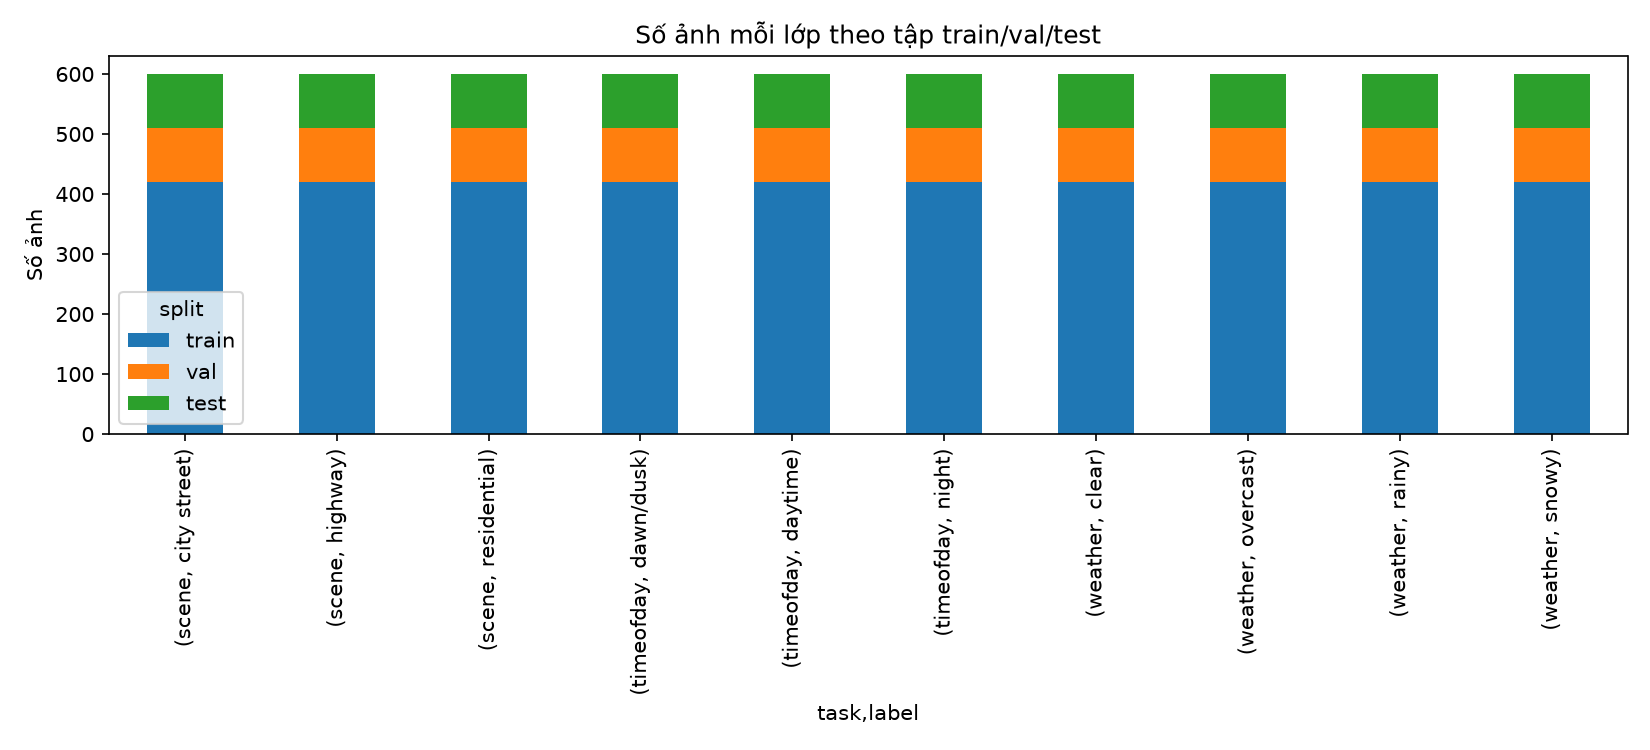 Số ảnh mỗi lớp theo tập train/val/test
Số ảnh
600
500
400
300
200
100
0
split
train
val
test
(scene, city street)
(scene, highway)
(scene, residential)
(timeofday, dawn/dusk)
(timeofday, daytime)
(timeofday, night)
(weather, clear)
(weather, overcast)
(weather, rainy)
(weather, snowy)
task,label